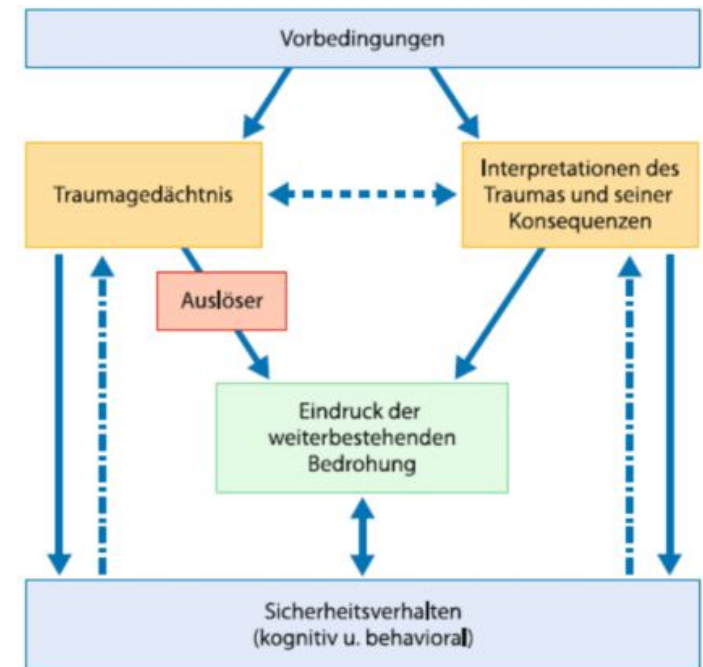 Vorbedingungen
Traumagedächtnis
Interpretationen des
Traumas und seiner
Konsequenzen
Auslöser
Eindruck der
weiterbestehenden
Bedrohung
Sicherheitsverhalten
(kognitiv u. behavioral)